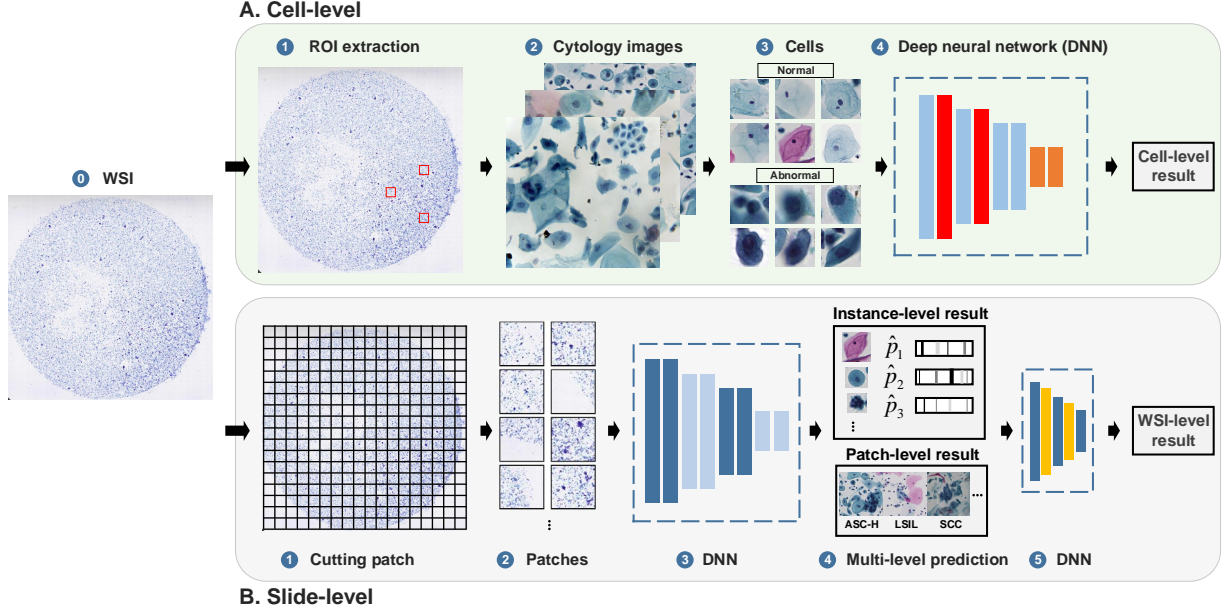 A. Cell-level
1 ROI extraction
2 Cytology images
3 Cells
4 Deep neural network (DNN)
Normal
Abnormal
Cell-level
result
0 WSI
Instance-level result
p̂1
p̂2
p̂3
⋮
Patch-level result
ASC-H LSIL SCC ...
WSI-level
result
⋮
1 Cutting patch
2 Patches
3 DNN
4 Multi-level prediction
5 DNN
B. Slide-level